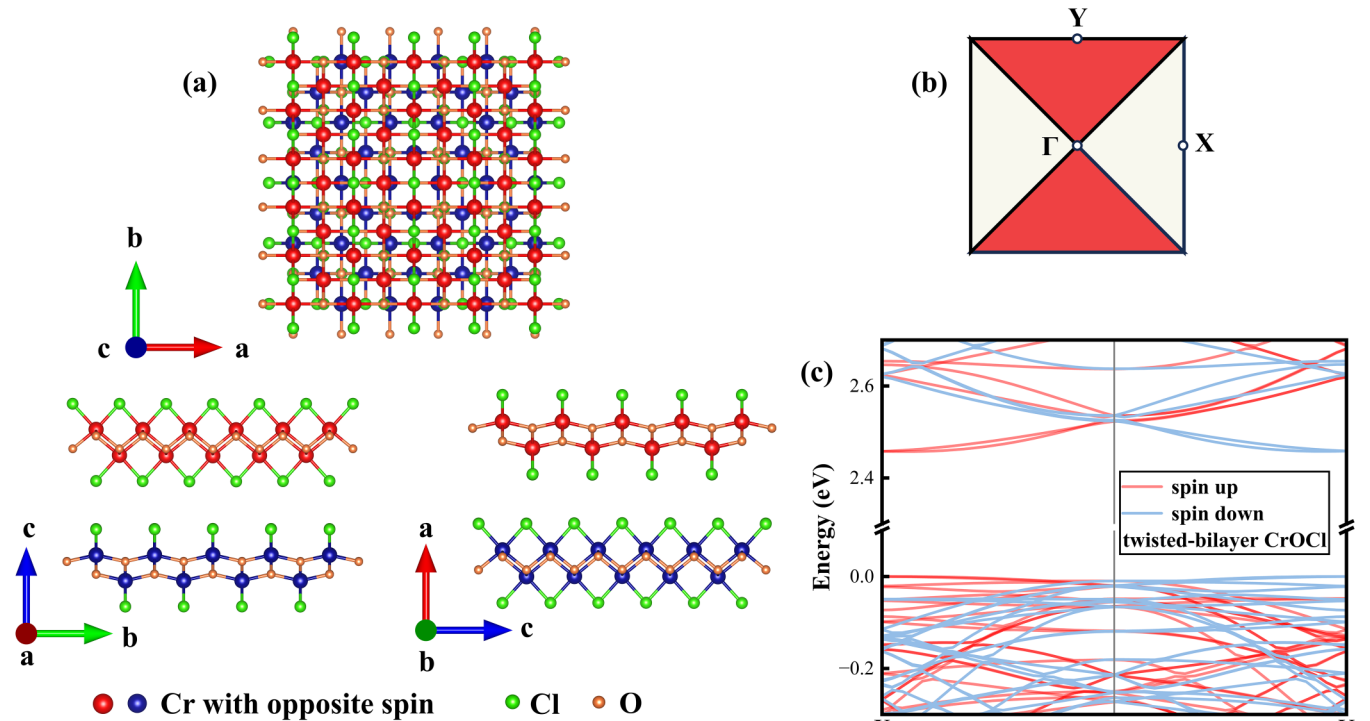 (a)
b
c
a
c
b
a
a
c
b
Cr with opposite spin
Cl
O
(b)
Y
Γ
X
(c)
2.6
2.4
0.0
−0.2
Energy (eV)
spin up
spin down
twisted-bilayer CrOCl